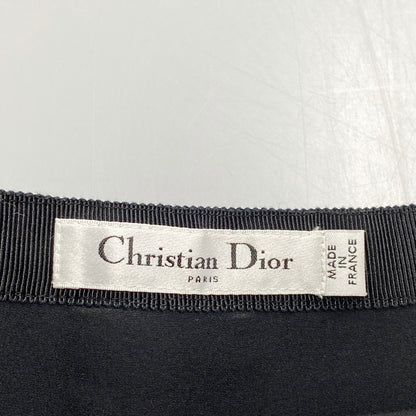 Christian Dior
PARIS
MADE
IN
FRANCE